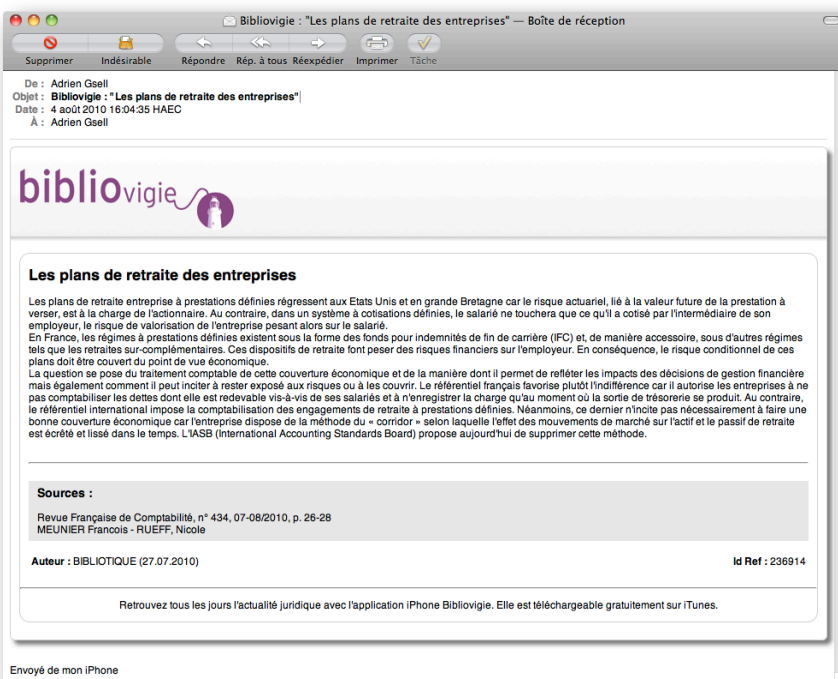 Bibliovigie : "Les plans de retraite des entreprises" — Boîte de réception
Supprimer Indésirable Répondre Rép. à tous Réexpédier Imprimer Tâche
De : Adrien Gsell
Objet : Bibliovigie : "Les plans de retraite des entreprises"
Date : 4 août 2010 16:04:35 HAEC
À : Adrien Gsell
bibliovigie
Les plans de retraite des entreprises
Les plans de retraite entreprise à prestations définies régressent aux Etats Unis et en grande Bretagne car le risque actuariel, lié à la valeur future de la prestation à
verser, est à la charge de l'actionnaire. Au contraire, dans un système à cotisations définies, le salarié ne touchera que ce qu'il a cotisé par l'intermédiaire de son
employeur, le risque de valorisation de l'entreprise pesant alors sur le salarié.
En France, les régimes à prestations définies existent sous la forme des fonds pour indemnités de fin de carrière (IFC) et, de manière accessoire, sous d'autres régimes
tels que les retraites sur-complémentaires. Ces dispositifs de retraite font peser des risques financiers sur l'employeur. En conséquence, le risque conditionnel de ces
plans doit être couvert du point de vue économique.
La question se pose du traitement comptable de cette couverture économique et de la manière dont il permet de refléter les impacts des décisions de gestion financière
mais également comment il peut inciter à rester exposé aux risques ou à les couvrir. Le référentiel français favorise plutôt l'indifférence car il autorise les entreprises à ne
pas comptabiliser les dettes dont elle est redevable vis-à-vis de ses salariés et à n'enregistrer la charge qu'au moment où la sortie de trésorerie se produit. Au contraire,
le référentiel international impose la comptabilisation des engagements de retraite à prestations définies. Néanmoins, ce dernier n'incite pas nécessairement à faire une
bonne couverture économique car l'entreprise dispose de la méthode du « corridor » selon laquelle l'effet des mouvements de marché sur l'actif et le passif de retraite
est écrêté et lissé dans le temps. L'IASB (International Accounting Standards Board) propose aujourd'hui de supprimer cette méthode.
Sources :
Revue Française de Comptabilité, n° 434, 07-08/2010, p. 26-28
MEUNIER Francois - RUEFF, Nicole
Auteur : BIBLIOTIQUE (27.07.2010) Id Ref : 236914
Retrouvez tous les jours l'actualité juridique avec l'application iPhone Bibliovigie. Elle est téléchargeable gratuitement sur iTunes.
Envoyé de mon iPhone